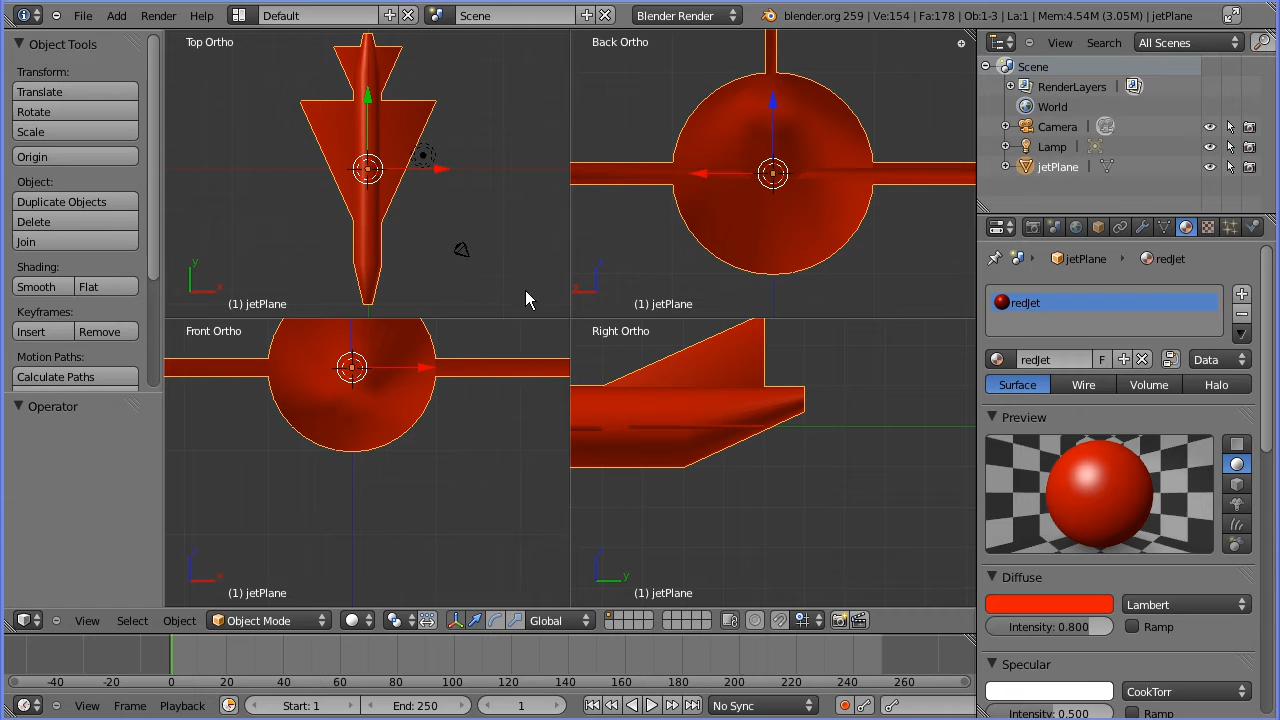 File Add Render Help Default Scene Blender Render blender.org 259 | Ve:154 | Fa:178 | Ob:1-3 | La:1 | Mem:4.54M (3.05M) | jetPlane
Object Tools
Transform:
Translate
Rotate
Scale
Origin
Object:
Duplicate Objects
Delete
Join
Shading:
Smooth Flat
Keyframes:
Insert Remove
Motion Paths:
Calculate Paths
Operator
Top Ortho
y
x
(1) jetPlane
Back Ortho
z
x
(1) jetPlane
Front Ortho
z
x
(1) jetPlane
Right Ortho
z
y
(1) jetPlane
View Select Object Object Mode Global
-40 -20 0 20 40 60 80 100 120 140 160 180 200 220 240 260
View Frame Playback Start: 1 End: 250 1 No Sync
View Search All Scenes
Scene
RenderLayers
World
Camera
Lamp
jetPlane
jetPlane redJet
redJet
redJet F Data
Surface Wire Volume Halo
Preview
Diffuse
Lambert
Intensity: 0.800 Ramp
Specular
CookTorr
Intensity: 0.500 Ramp